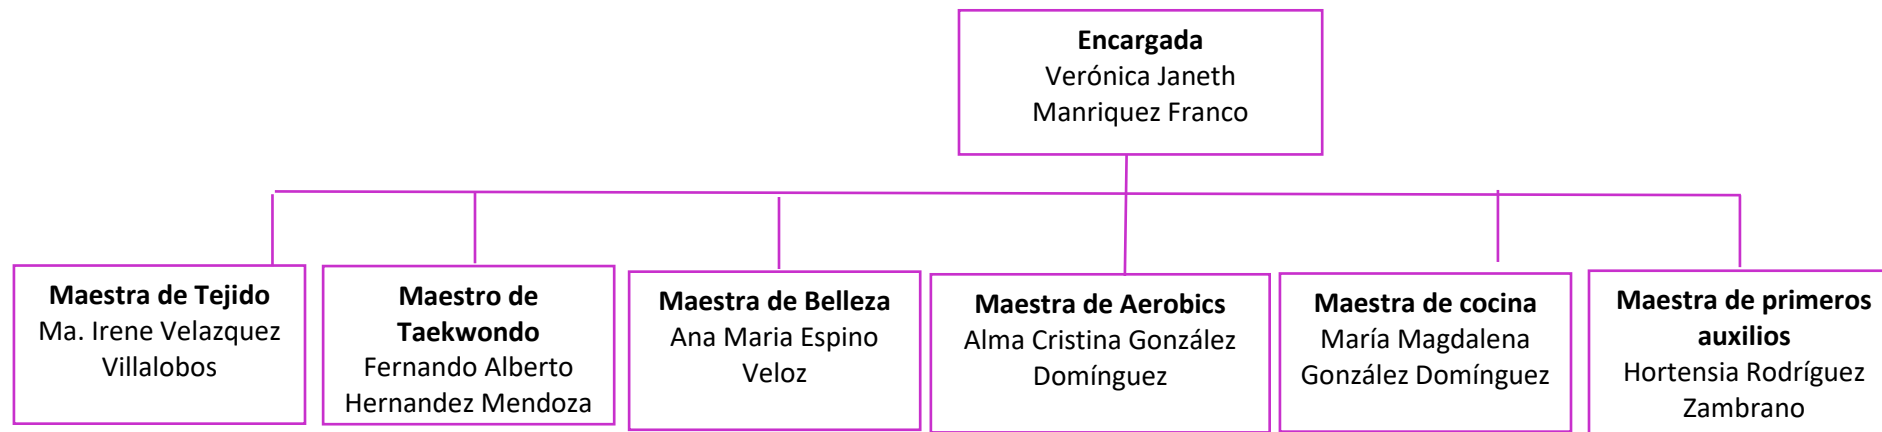 Encargada
Verónica Janeth
Manriquez Franco
Maestra de Tejido
Ma. Irene Velazquez
Villalobos
Maestro de
Taekwondo
Fernando Alberto
Hernandez Mendoza
Maestra de Belleza
Ana Maria Espino
Veloz
Maestra de Aerobics
Alma Cristina González
Domínguez
Maestra de cocina
María Magdalena
González Domínguez
Maestra de primeros
auxilios
Hortensia Rodríguez
Zambrano